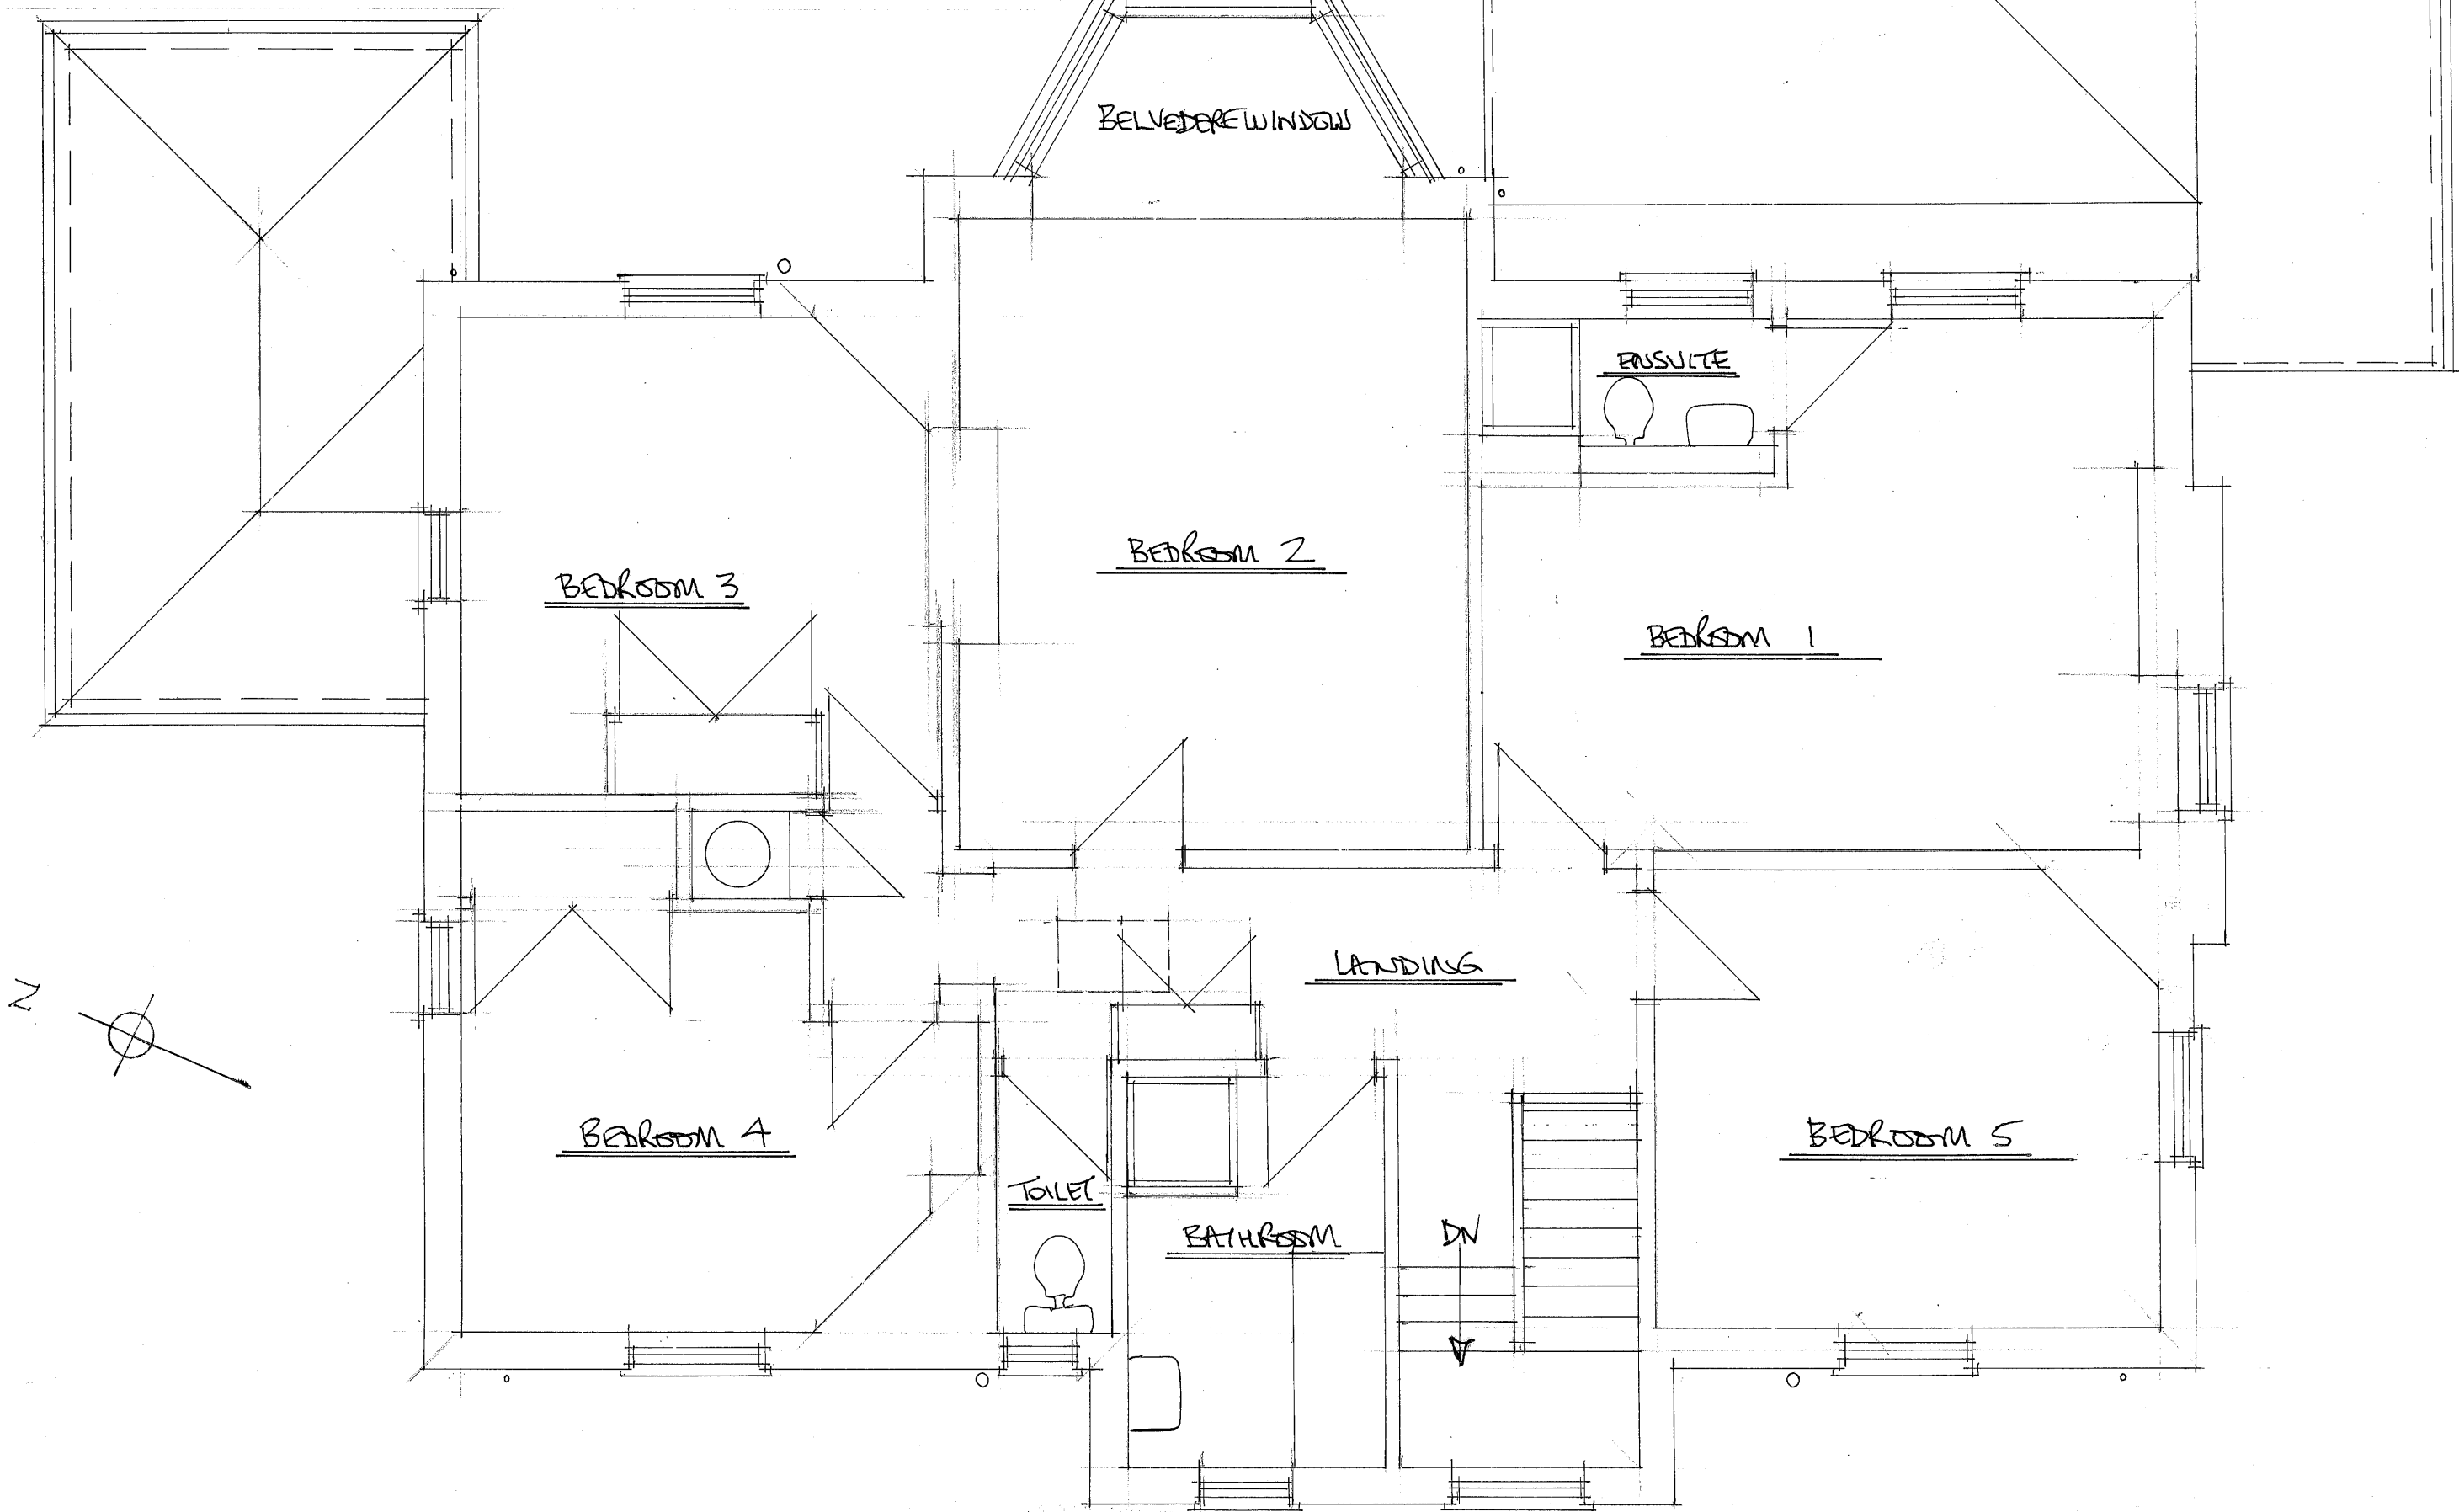 BELVEDERE WINDOW
ENSUITE
BEDROOM 2
BEDROOM 3
BEDROOM 1
LANDING
N
BEDROOM 4
BEDROOM 5
TOILET
BATHROOM
DN